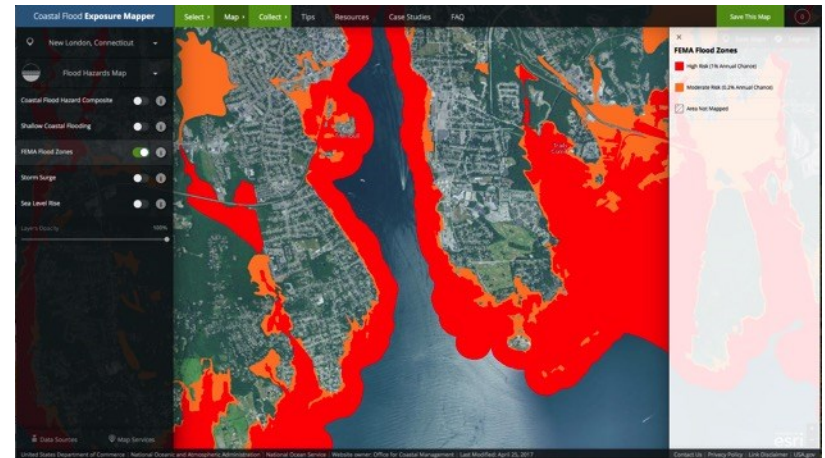 Coastal Flood Exposure Mapper
Select › Map › Collect › Tips Resources Case Studies FAQ
Save This Map
New London, Connecticut
Flood Hazards Map
Coastal Flood Hazard Composite
Shallow Coastal Flooding
FEMA Flood Zones
Storm Surge
Sea Level Rise
Layers Opacity 100%
Data Sources Map Services
FEMA Flood Zones
High Risk (1% Annual Chance)
Moderate Risk (0.2% Annual Chance)
Area Not Mapped
esri
United States Department of Commerce | National Oceanic and Atmospheric Administration | National Ocean Service | Website owner: Office for Coastal Management | Last Modified: April 25, 2017
Contact Us | Privacy Policy | Link Disclaimer | USA.gov